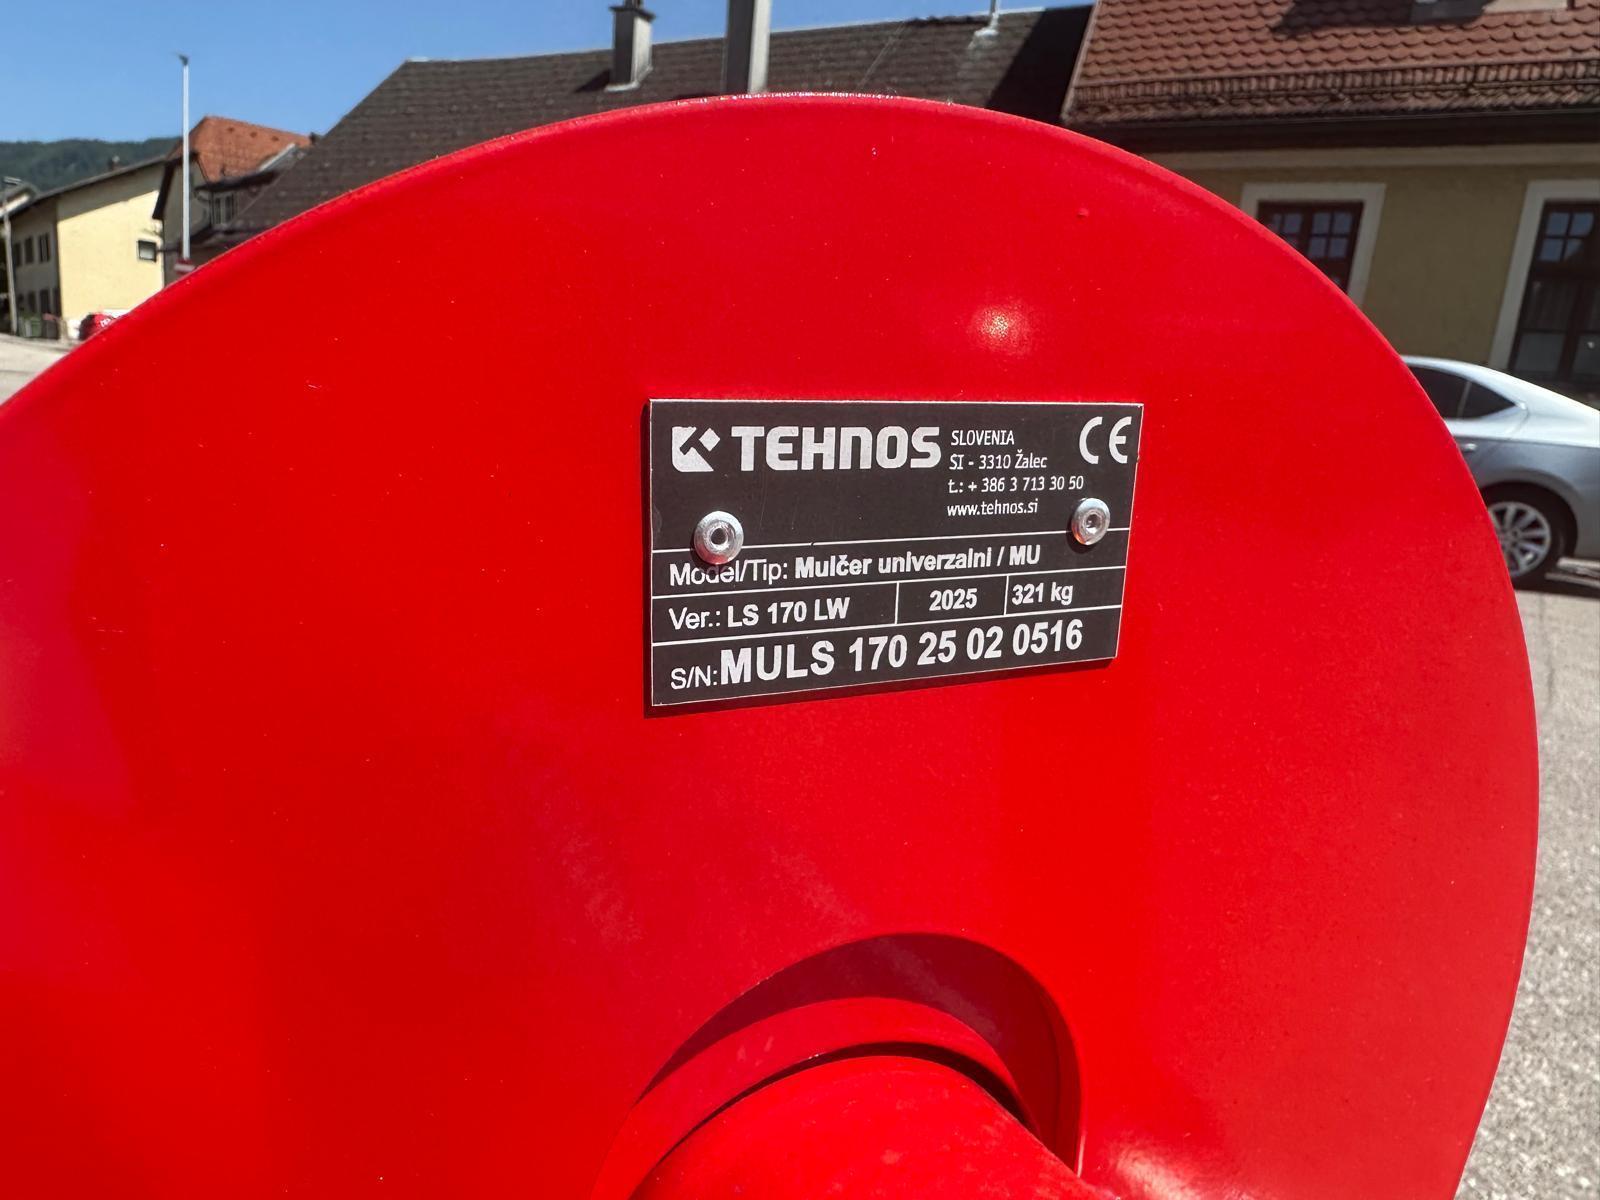 TEHNOS
SLOVENIA
SI - 3310 Žalec
t.: + 386 3 713 30 50
www.tehnos.si
CE
Model/Tip: Mulčer univerzalni / MU
Ver.: LS 170 LW 2025 321 kg
S/N: MULS 170 25 02 0516